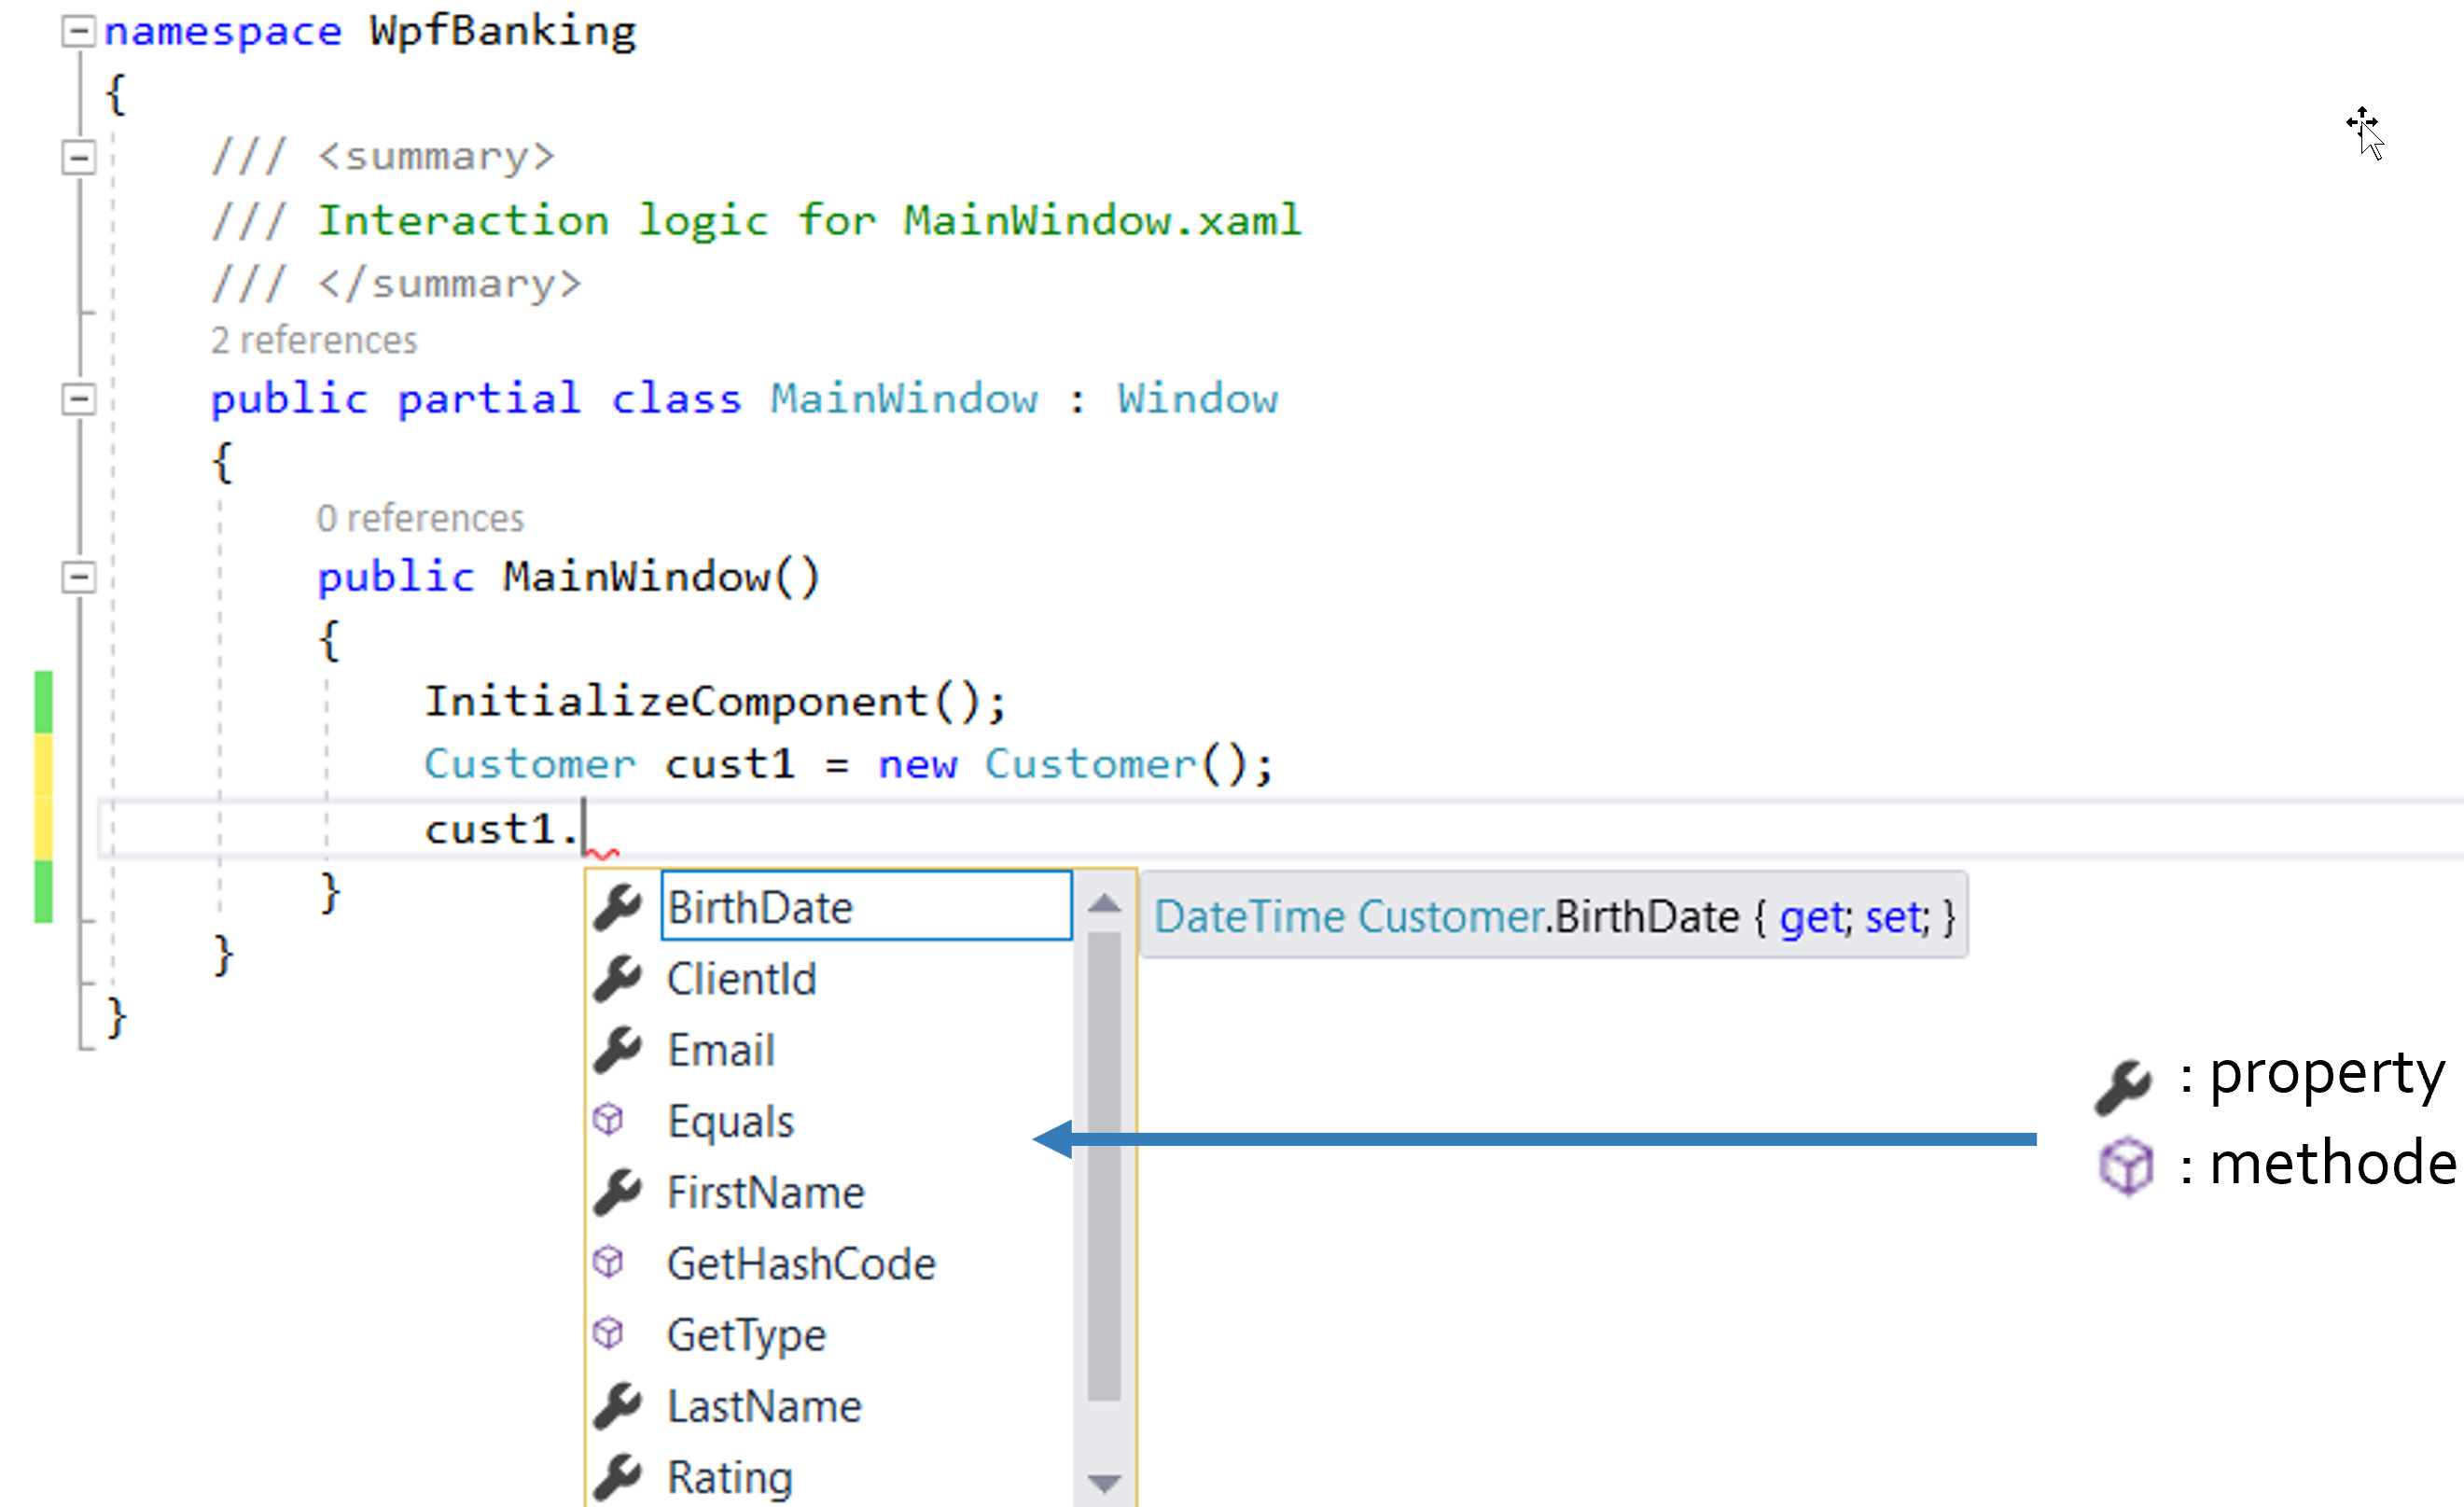 namespace WpfBanking
{
/// <summary>
/// Interaction logic for MainWindow.xaml
/// </summary>
2 references
public partial class MainWindow : Window
{
0 references
public MainWindow()
{
InitializeComponent();
Customer cust1 = new Customer();
cust1.
}
}
}
BirthDate
DateTime Customer.BirthDate { get; set; }
ClientId
Email
Equals
FirstName
GetHashCode
GetType
LastName
Rating
: property
: methode